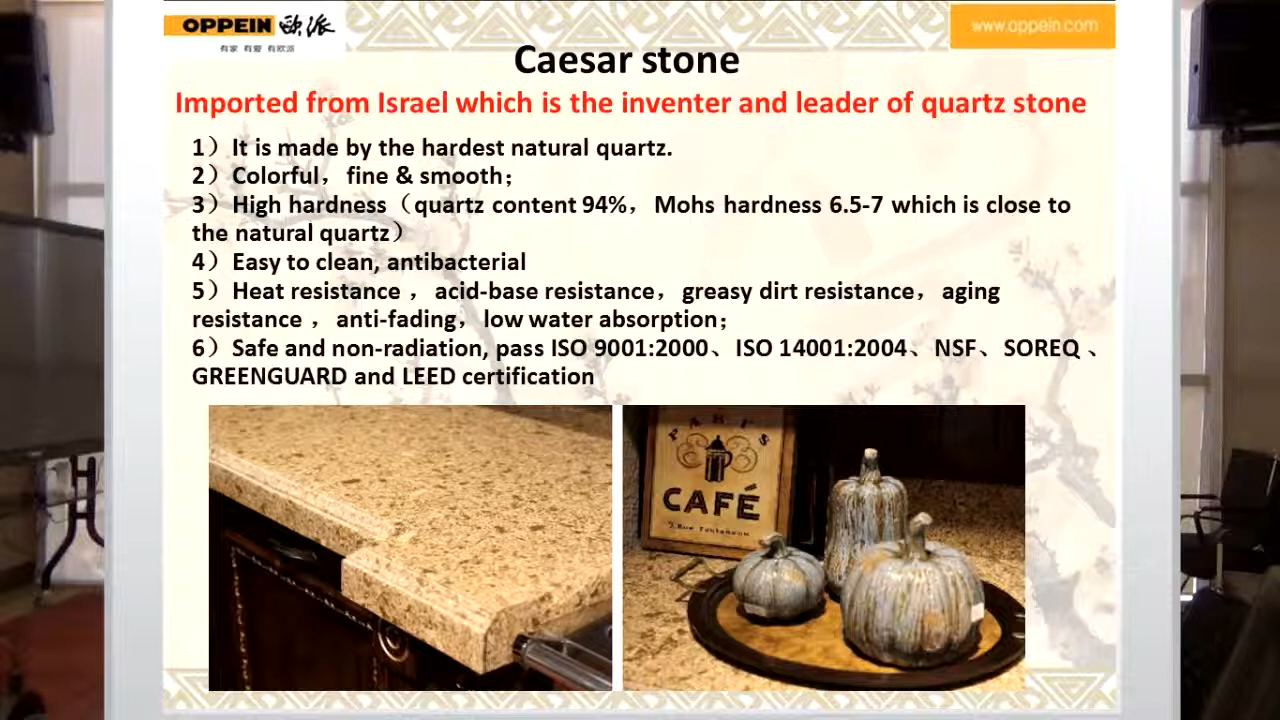 OPPEIN 欧派
有家 有爱 有欧派
www.oppein.com
Caesar stone
Imported from Israel which is the inventer and leader of quartz stone
1）It is made by the hardest natural quartz.
2）Colorful，fine & smooth；
3）High hardness（quartz content 94%，Mohs hardness 6.5-7 which is close to
the natural quartz）
4）Easy to clean, antibacterial
5）Heat resistance ，acid-base resistance，greasy dirt resistance，aging
resistance ，anti-fading，low water absorption；
6）Safe and non-radiation, pass ISO 9001:2000、ISO 14001:2004、NSF、SOREQ 、
GREENGUARD and LEED certification
PARIS
CAFÉ